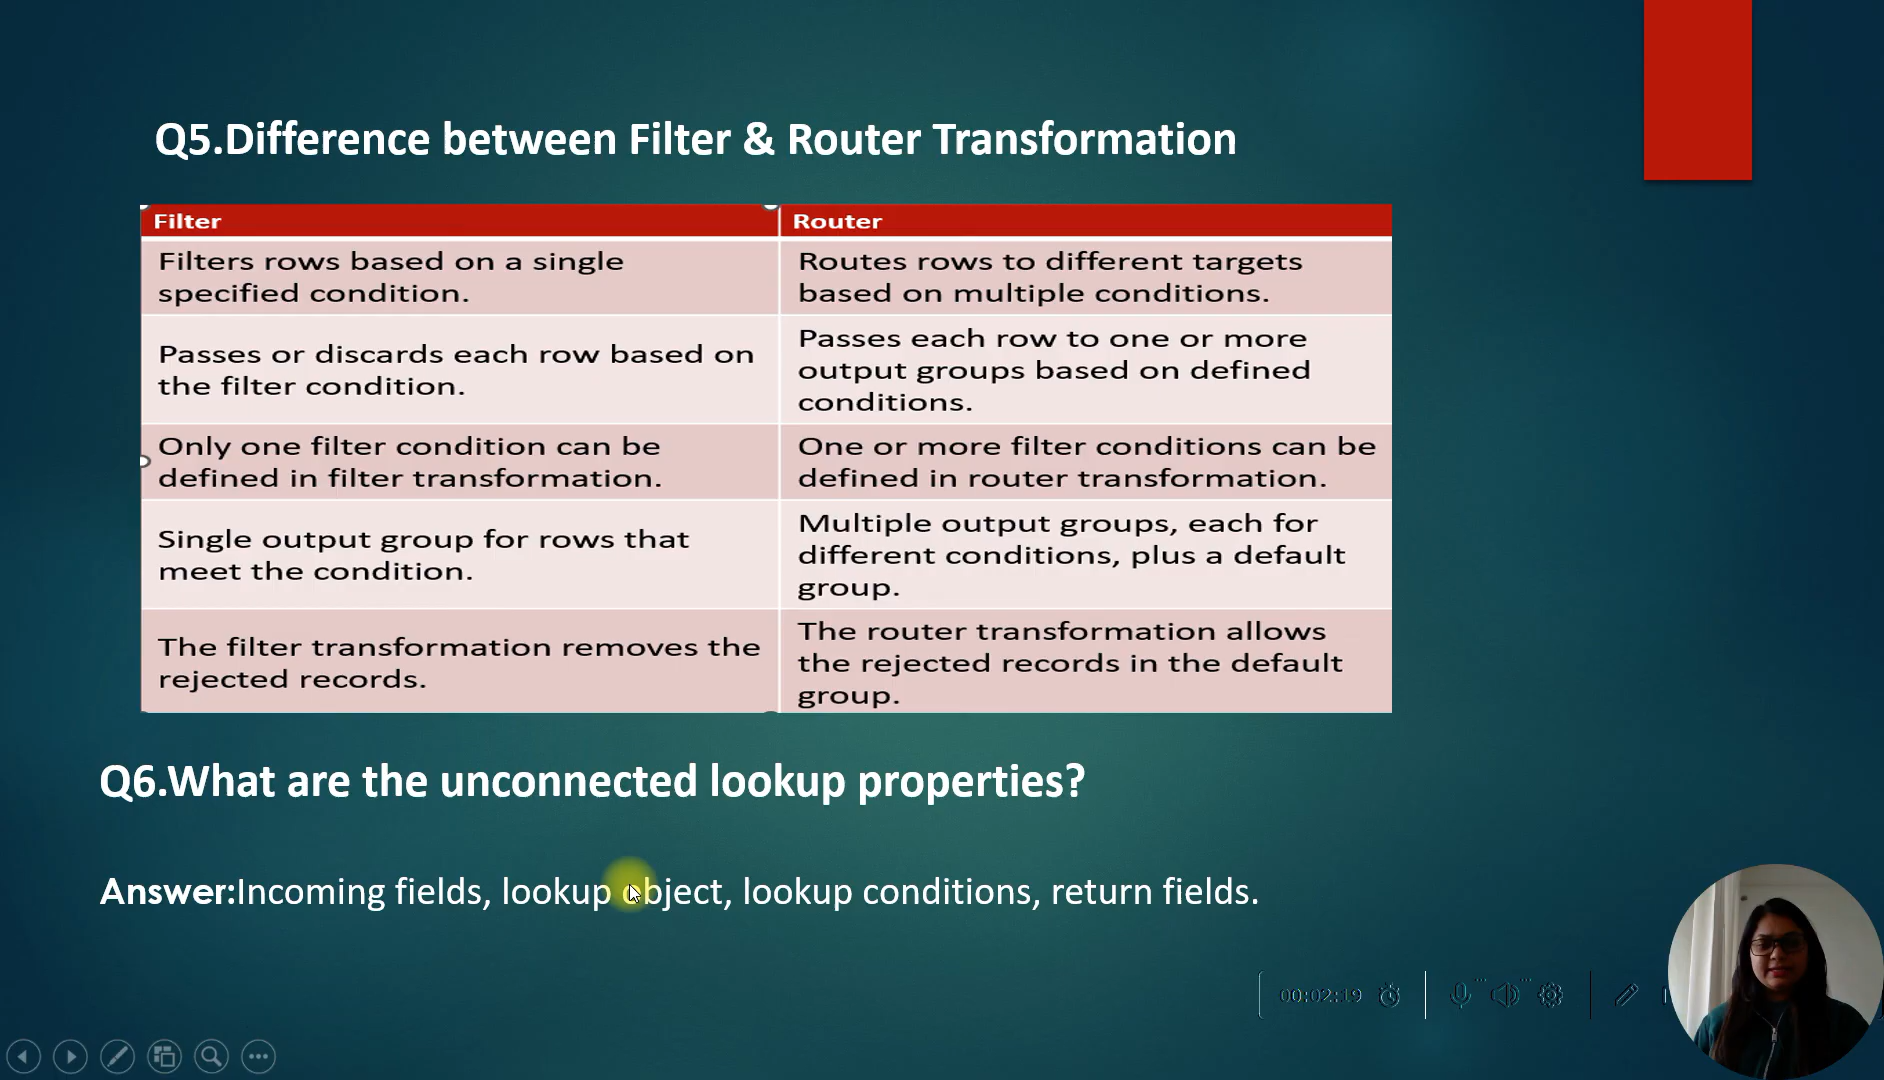 Q5.Difference between Filter & Router Transformation
Filter
Router
Filters rows based on a single
specified condition.
Routes rows to different targets
based on multiple conditions.
Passes or discards each row based on
the filter condition.
Passes each row to one or more
output groups based on defined
conditions.
Only one filter condition can be
defined in filter transformation.
One or more filter conditions can be
defined in router transformation.
Single output group for rows that
meet the condition.
Multiple output groups, each for
different conditions, plus a default
group.
The filter transformation removes the
rejected records.
The router transformation allows
the rejected records in the default
group.
Q6.What are the unconnected lookup properties?
Answer:Incoming fields, lookup object, lookup conditions, return fields.
00:02:19